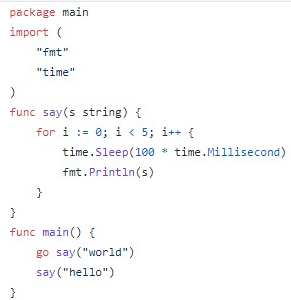 package main
import (
    "fmt"
    "time"
)
func say(s string) {
    for i := 0; i < 5; i++ {
        time.Sleep(100 * time.Millisecond)
        fmt.Println(s)
    }
}
func main() {
    go say("world")
    say("hello")
}